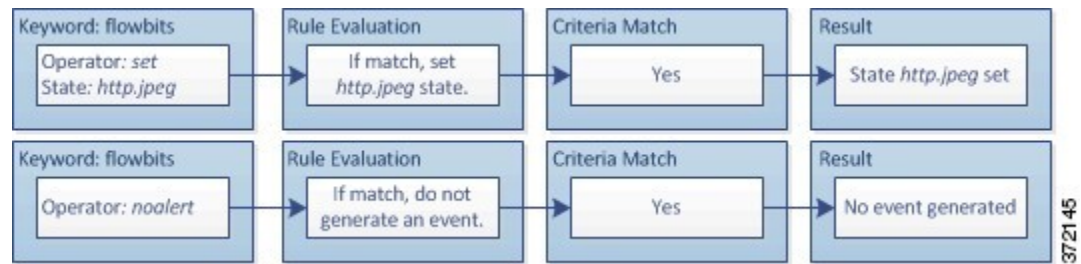 Keyword: flowbits
Operator: set
State: http.jpeg
Rule Evaluation
If match, set
http.jpeg state.
Criteria Match
Yes
Result
State http.jpeg set
Keyword: flowbits
Operator: noalert
Rule Evaluation
If match, do not
generate an event.
Criteria Match
Yes
Result
No event generated
372145